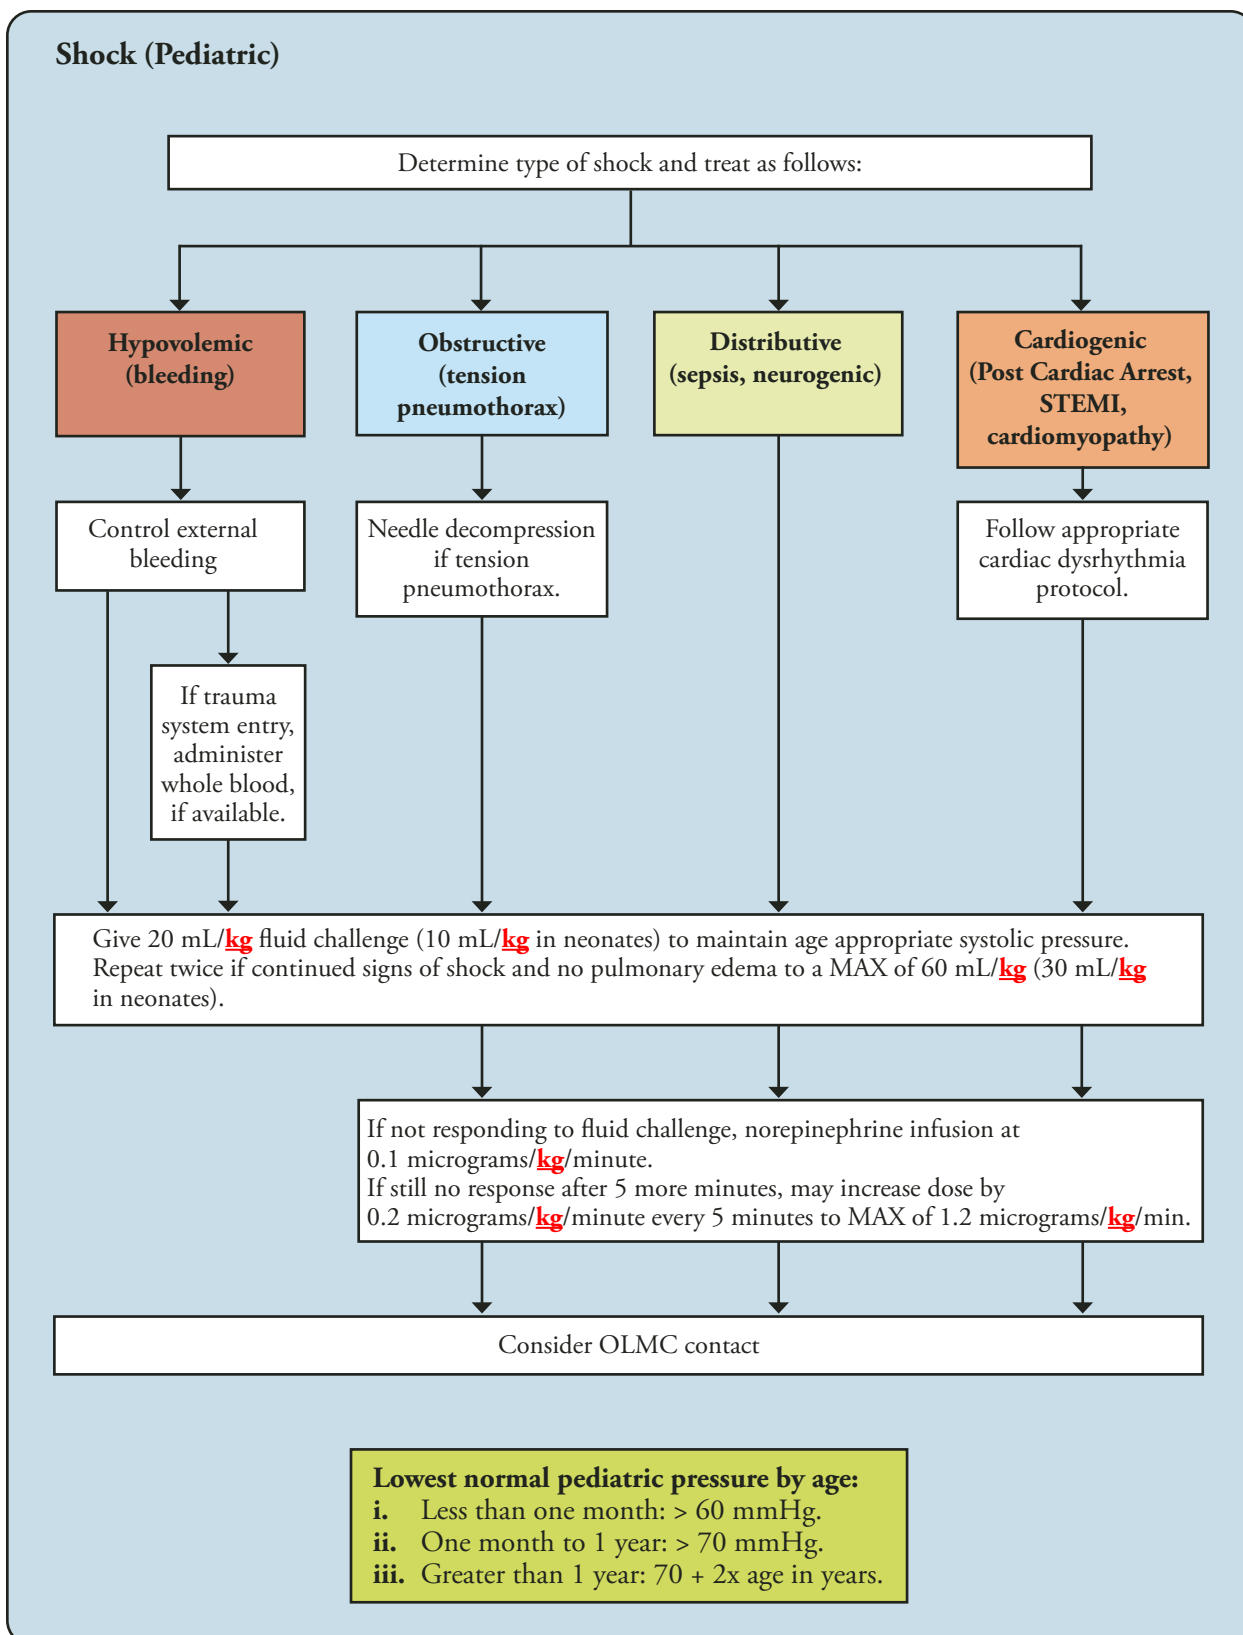 Shock (Pediatric)
Determine type of shock and treat as follows:
Hypovolemic
(bleeding)
Obstructive
(tension
pneumothorax)
Distributive
(sepsis, neurogenic)
Cardiogenic
(Post Cardiac Arrest,
STEMI,
cardiomyopathy)
Control external
bleeding
Needle decompression
if tension
pneumothorax.
Follow appropriate
cardiac dysrhythmia
protocol.
If trauma
system entry,
administer
whole blood,
if available.
Give 20 mL/kg fluid challenge (10 mL/kg in neonates) to maintain age appropriate systolic pressure.
Repeat twice if continued signs of shock and no pulmonary edema to a MAX of 60 mL/kg (30 mL/kg
in neonates).
If not responding to fluid challenge, norepinephrine infusion at
0.1 micrograms/kg/minute.
If still no response after 5 more minutes, may increase dose by
0.2 micrograms/kg/minute every 5 minutes to MAX of 1.2 micrograms/kg/min.
Consider OLMC contact
Lowest normal pediatric pressure by age:
i. Less than one month: > 60 mmHg.
ii. One month to 1 year: > 70 mmHg.
iii. Greater than 1 year: 70 + 2x age in years.